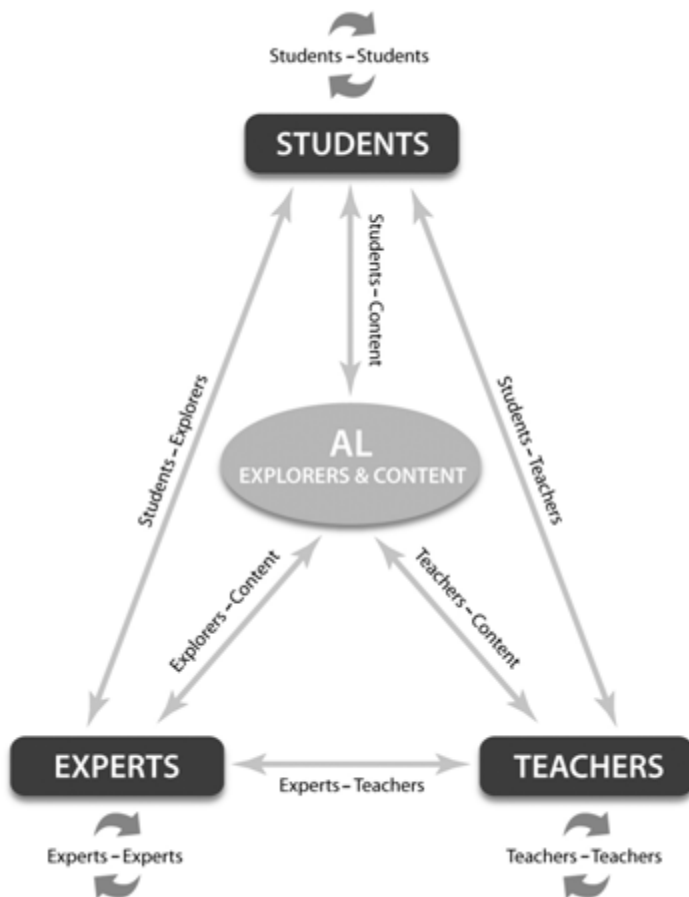 Students – Students
STUDENTS
Students – Content
Students – Explorers
Students – Teachers
AL
EXPLORERS & CONTENT
Explorers – Content
Teachers – Content
EXPERTS
TEACHERS
Experts – Teachers
Experts – Experts
Teachers – Teachers